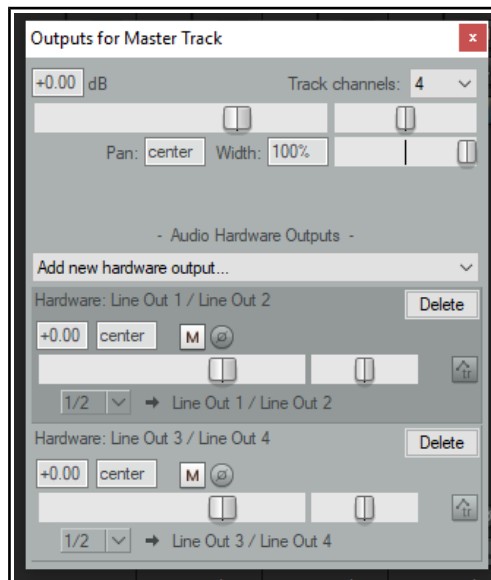 Outputs for Master Track x
+0.00 dB Track channels: 4
Pan: center Width: 100%
- Audio Hardware Outputs -
Add new hardware output...
Hardware: Line Out 1 / Line Out 2 Delete
+0.00 center M ø
tr
1/2 → Line Out 1 / Line Out 2
Hardware: Line Out 3 / Line Out 4 Delete
+0.00 center M ø
tr
1/2 → Line Out 3 / Line Out 4